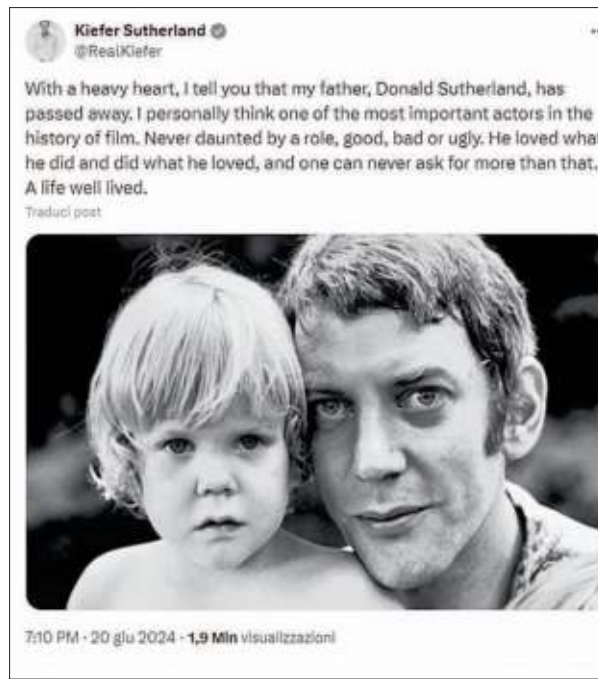 Kiefer Sutherland
@RealKiefer
With a heavy heart, I tell you that my father, Donald Sutherland, has
passed away. I personally think one of the most important actors in the
history of film. Never daunted by a role, good, bad or ugly. He loved what
he did and did what he loved, and one can never ask for more than that.
A life well lived.
Traduci post
7:10 PM · 20 giu 2024 · 1,9 Mln visualizzazioni